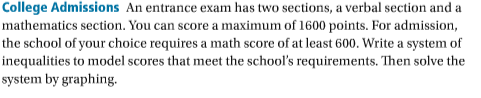 College Admissions An entrance exam has two sections, a verbal section and a
mathematics section. You can score a maximum of 1600 points. For admission,
the school of your choice requires a math score of at least 600. Write a system of
inequalities to model scores that meet the school's requirements. Then solve the
system by graphing.